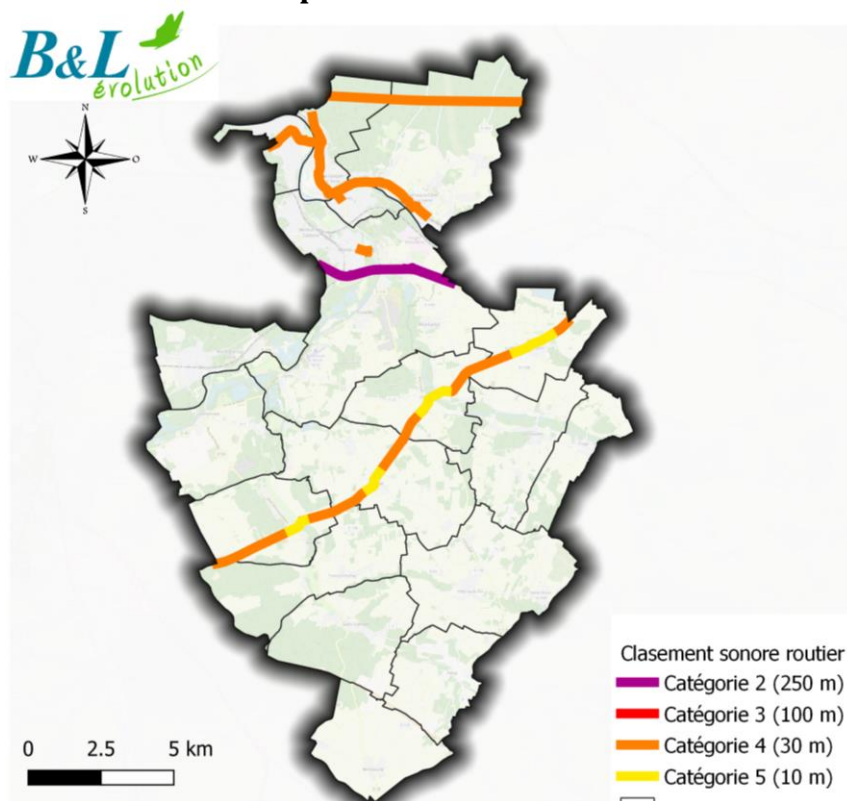 B&L
évolution
N
W
O
S
Clasement sonore routier
Catégorie 2 (250 m)
Catégorie 3 (100 m)
Catégorie 4 (30 m)
Catégorie 5 (10 m)
0 2.5 5 km